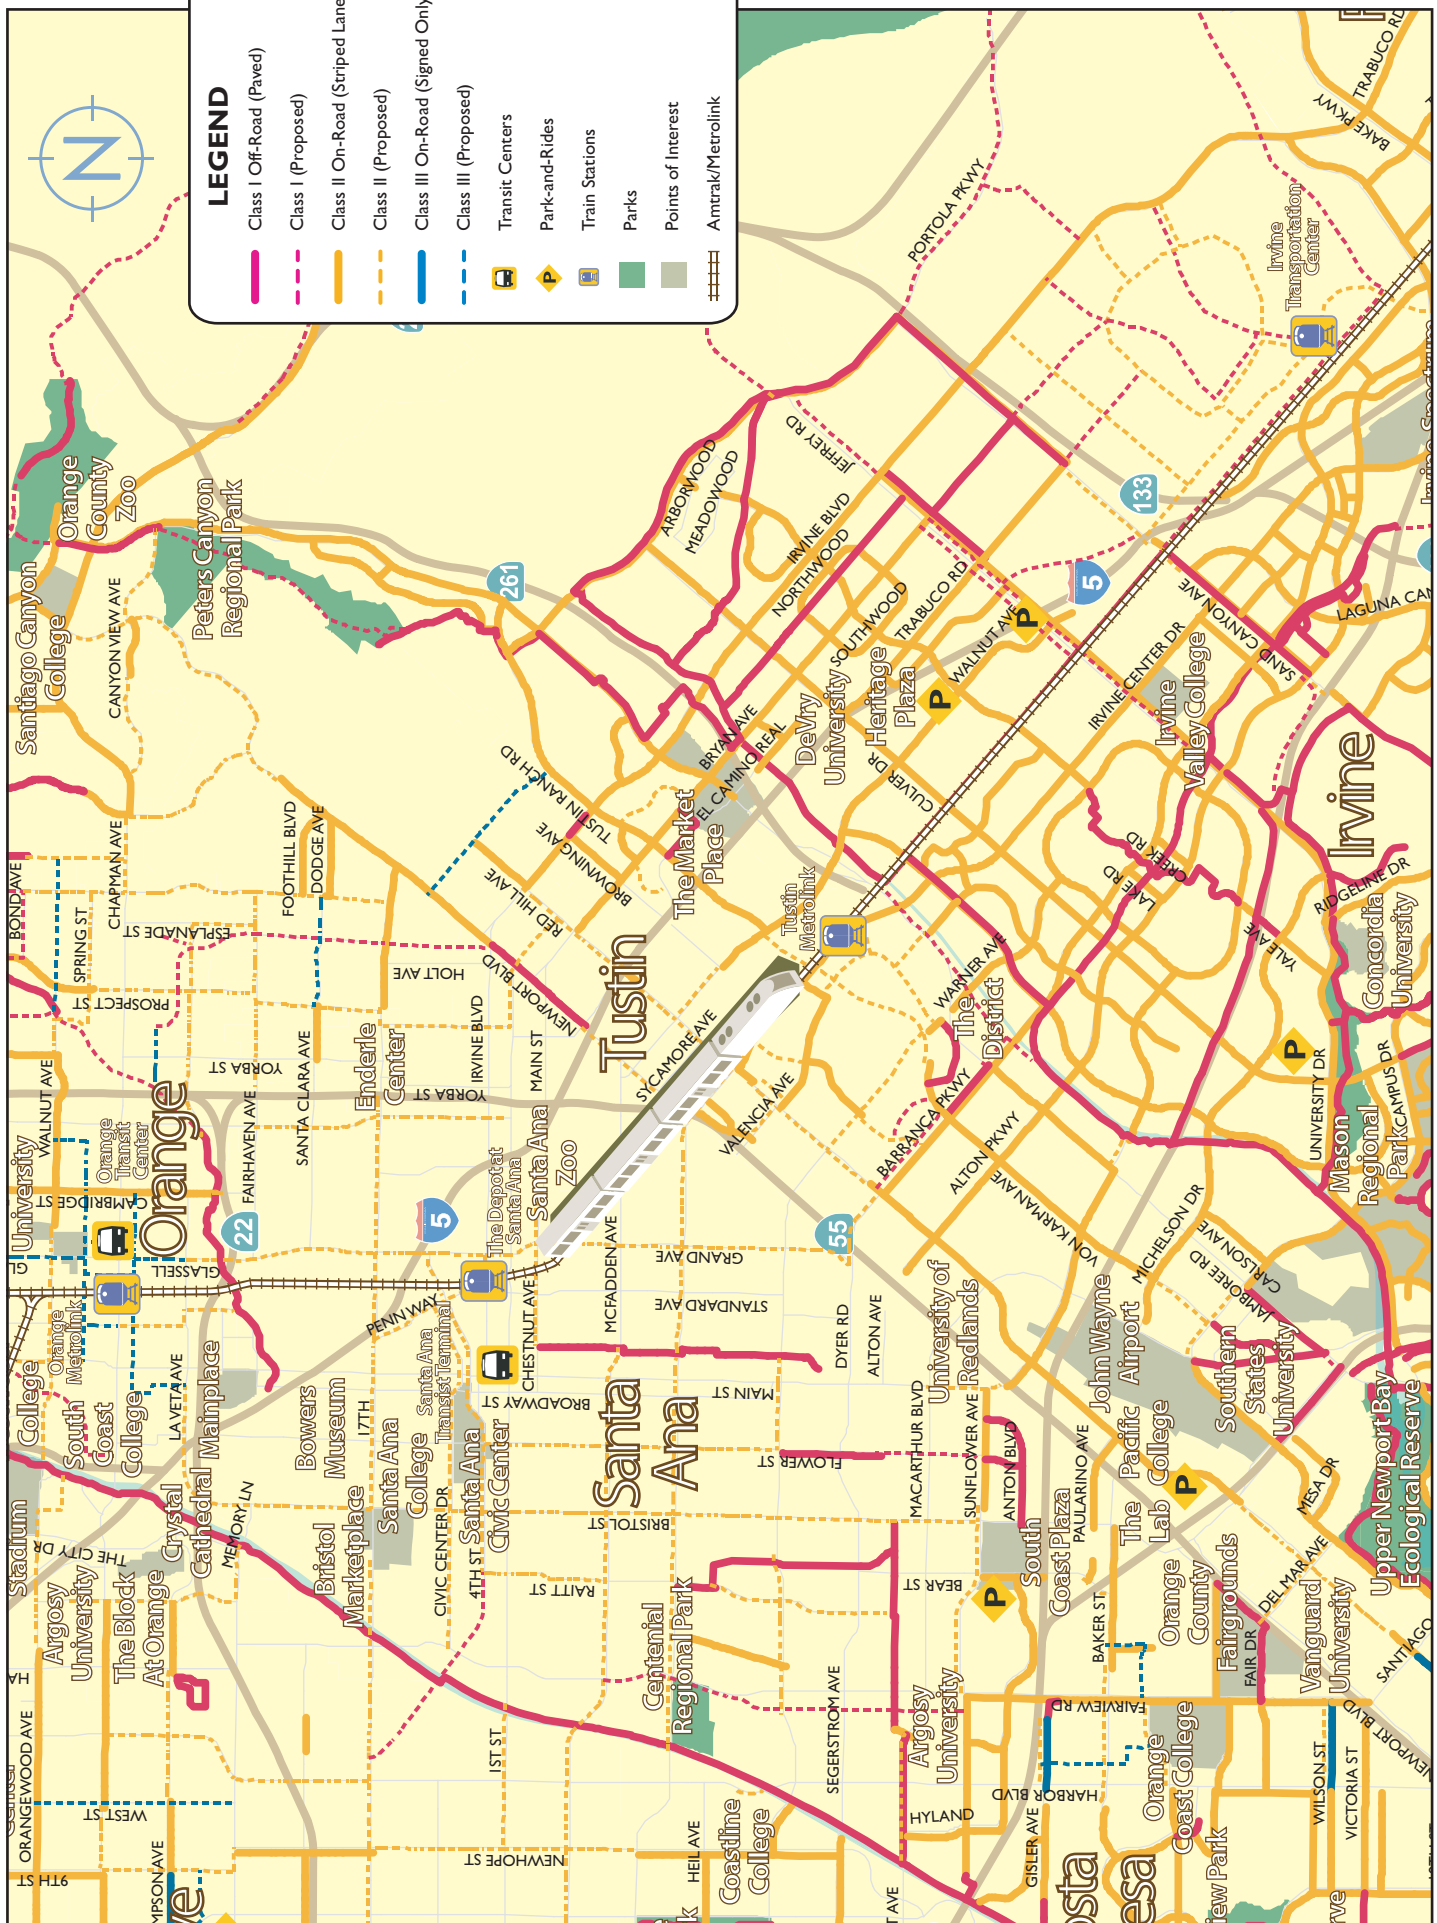 LEGEND
Class I Off-Road (Paved)
Class I (Proposed)
Class II On-Road (Striped Lane
Class II (Proposed)
Class III On-Road (Signed Only
Class III (Proposed)
Transit Centers
Park-and-Rides
Train Stations
Parks
Points of Interest
Amtrak/Metrolink
N
P
Orange
County
Zoo
Santiago Canyon
College
CANYON VIEW AVE
Peters Canyon
Regional Park
261
ARBORWOOD
MEADOWOOD
JEFFREY RD
PORTOLA PKWY
IRVINE BLVD
NORTHWOOD
SOUTHWOOD
TRABUCO RD
WALNUT AVE
P
5
133
Irvine
Transportation
Center
BAKE PKWY
TRABUCO RD
SAND CANYON AVE
LAGUNA CAN
IRVINE CENTER DR
Irvine
Valley College
DeVry
University
Heritage
Plaza
P
BRYAN AVE
EL CAMINO REAL
CULVER DR
The Market
Place
TUSTIN RANCH RD
BROWNING AVE
RED HILL AVE
NEWPORT BLVD
FOOTHILL BLVD
DODGE AVE
CHAPMAN AVE
BOND AVE
SPRING ST
ESPLANADE ST
PROSPECT ST
HOLT AVE
WALNUT AVE
YORBA ST
SANTA CLARA AVE
FAIRHAVEN AVE
Enderle
Center
IRVINE BLVD
MAIN ST
YORBA ST
Tustin
Tustin
Metrolink
SYCAMORE AVE
VALENCIA AVE
WARNER AVE
The
District
BARRANCA PKWY
ALTON PKWY
VON KARMAN AVE
MICHELSON DR
CARLSON AVE
JAMBOREE RD
LAKE RD
CREEK RD
YALE AVE
Irvine
RIDGELINE DR
Concordia
University
P
UNIVERSITY DR
Mason
Regional
Park
CAMPUS DR
University
Orange
Transit
Center
CAMBRIDGE ST
Orange
GLASSELL
22
5
The Depot at
Santa Ana
Santa Ana
Zoo
MCFADDEN AVE
GRAND AVE
STANDARD AVE
55
DYER RD
ALTON AVE
PENN WAY
CHESTNUT AVE
Santa Ana
Transist Terminal
BROADWAY ST
MAIN ST
Orange
Metrolink
College
South
Coast
College
LA VETA AVE
Mainplace
Bowers
Museum
17TH
Santa Ana
College
Santa Ana
Civic Center
Santa
Ana
FLOWER ST
BRISTOL ST
RAITT ST
BEAR ST
CIVIC CENTER DR
4TH ST
Bristol
Marketplace
MEMORY LN
Crystal
Cathedral
THE CITY DR
Stadium
Argosy
University
The Block
At Orange
Centenial
Regional Park
University of
Redlands
MACARTHUR BLVD
SUNFLOWER AVE
ANTON BLVD
John Wayne
Airport
Southern
States
University
Pacific
College
The
Lab
P
PAULARINO AVE
South
Coast Plaza
P
MESA DR
Upper Newport Bay
Ecological Reserve
DEL MAR AVE
Orange
County
Fairgrounds
FAIR DR
Vanguard
University
BAKER ST
FAIRVIEW RD
SANTIAGO
NEWPORT BLVD
WILSON ST
VICTORIA ST
Orange
Coast College
HARBOR BLVD
GISLER AVE
HYLAND
Argosy
University
SEGERSTROM AVE
1ST ST
NEWHOPE ST
HEIL AVE
Coastline
College
ORANGEWOOD AVE
WEST ST
9TH ST
MPSON AVE
ve
osta
esa
iew Park
T AVE